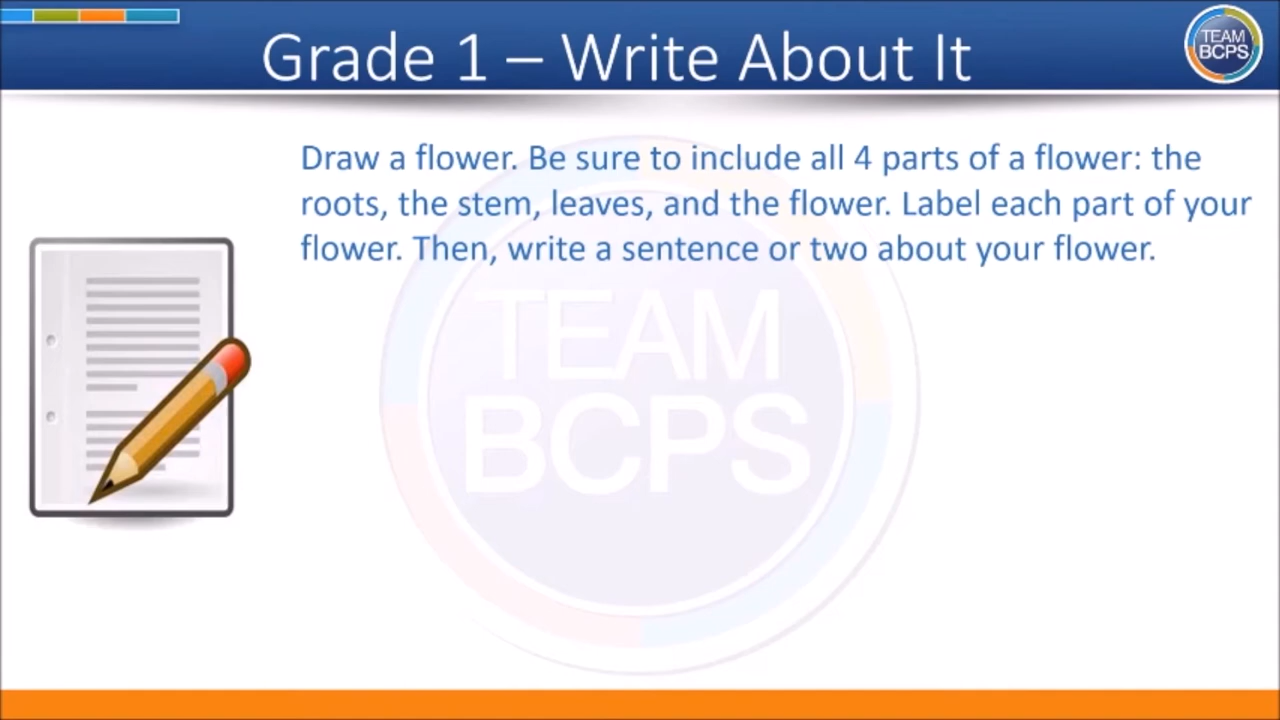 Grade 1 – Write About It
TEAM
BCPS
Draw a flower. Be sure to include all 4 parts of a flower: the
roots, the stem, leaves, and the flower. Label each part of your
flower. Then, write a sentence or two about your flower.
TEAM
BCPS